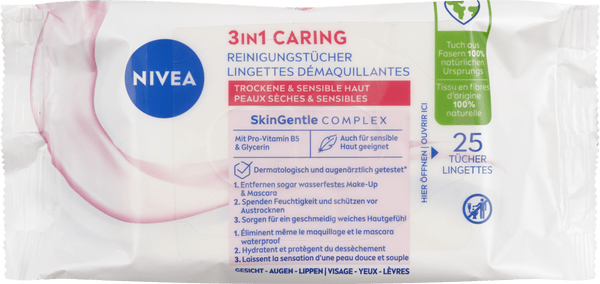 NIVEA
3IN1 CARING
REINIGUNGSTÜCHER
LINGETTES DÉMAQUILLANTES
TROCKENE & SENSIBLE HAUT
PEAUX SÈCHES & SENSIBLES
SkinGentle COMPLEX
Mit Pro-Vitamin B5
& Glycerin
Auch für sensible
Haut geeignet
Dermatologisch und augenärztlich getestet*
1. Entfernen sogar wasserfestes Make-Up
& Mascara
2. Spenden Feuchtigkeit und schützen vor
Austrocknen
3. Sorgen für ein geschmeidig weiches Hautgefühl
1. Éliminent même le maquillage et le mascara
waterproof
2. Hydratent et protègent du dessèchement
3. Laissent la sensation d'une peau douce et souple
GESICHT - AUGEN - LIPPEN | VISAGE - YEUX - LÈVRES
HIER ÖFFNEN | OUVRIR ICI
Tuch aus
Fasern 100%
natürlichen
Ursprungs
Tissu en fibres
d'origine
100%
naturelle
25
TÜCHER
LINGETTES